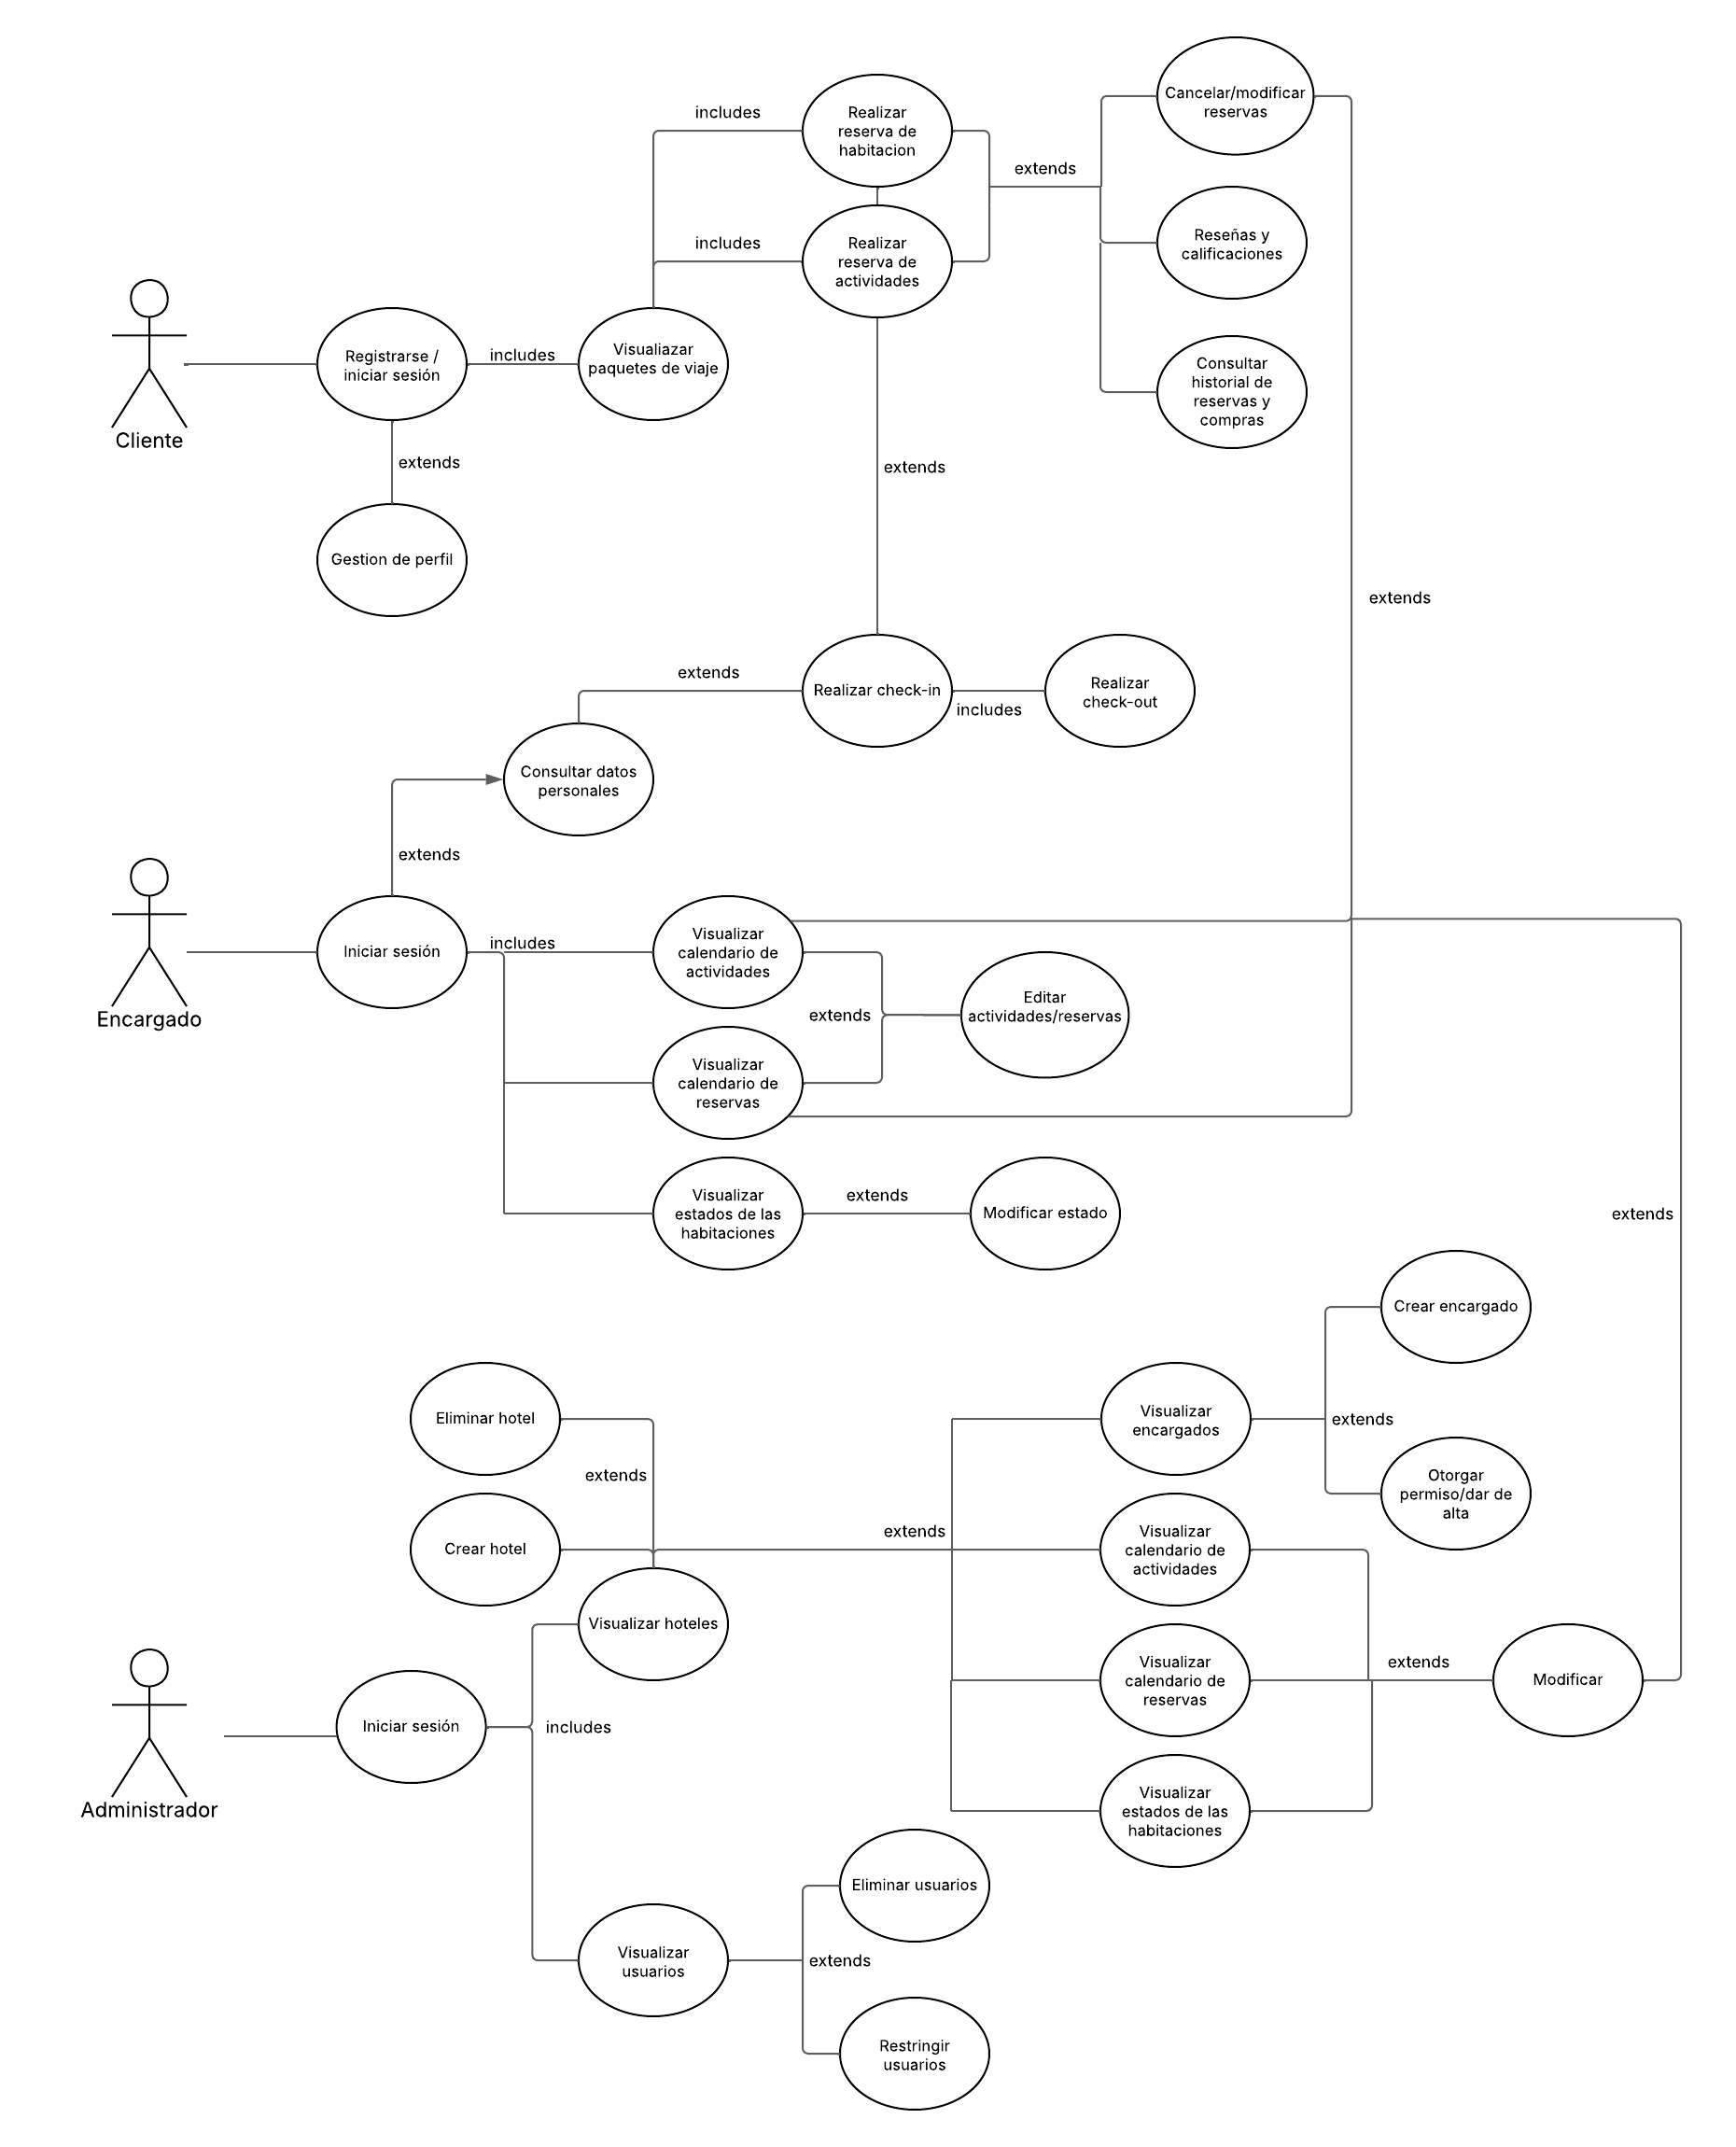 Cancelar/modificar
reservas
includes
Realizar
reserva de
habitacion
extends
includes
Realizar
reserva de
actividades
Reseñas y
calificaciones
Registrarse /
iniciar sesión
includes
Visualiazar
paquetes de viaje
Consultar
historial de
reservas y
compras
Cliente
extends
extends
Gestion de perfil
extends
extends
Realizar check-in
includes
Realizar
check-out
Consultar datos
personales
extends
Iniciar sesión
includes
Visualizar
calendario de
actividades
Encargado
extends
Editar
actividades/reservas
Visualizar
calendario de
reservas
Visualizar
estados de las
habitaciones
extends
Modificar estado
extends
Crear encargado
Eliminar hotel
Visualizar
encargados
extends
extends
Otorgar
permiso/dar de
alta
Crear hotel
extends
Visualizar
calendario de
actividades
Visualizar hoteles
Visualizar
calendario de
reservas
extends
Modificar
Iniciar sesión
includes
Administrador
Visualizar
estados de las
habitaciones
Eliminar usuarios
Visualizar
usuarios
extends
Restringir
usuarios